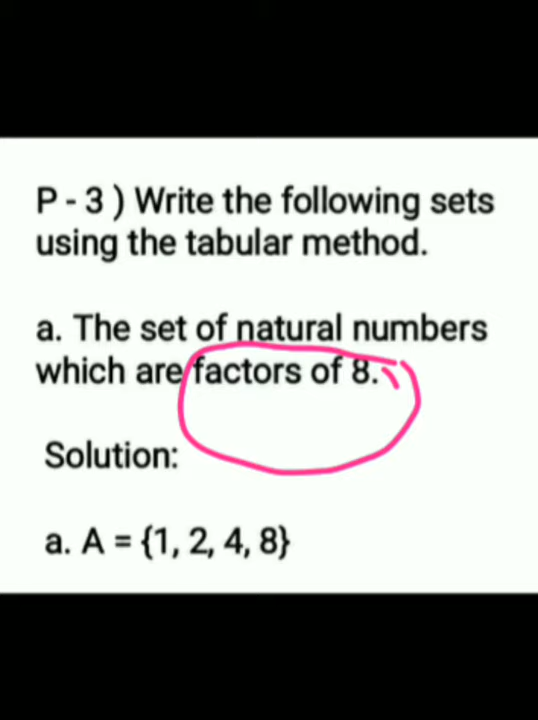 P - 3 ) Write the following sets
using the tabular method.
a. The set of natural numbers
which are factors of 8.
Solution:
a. A = {1, 2, 4, 8}